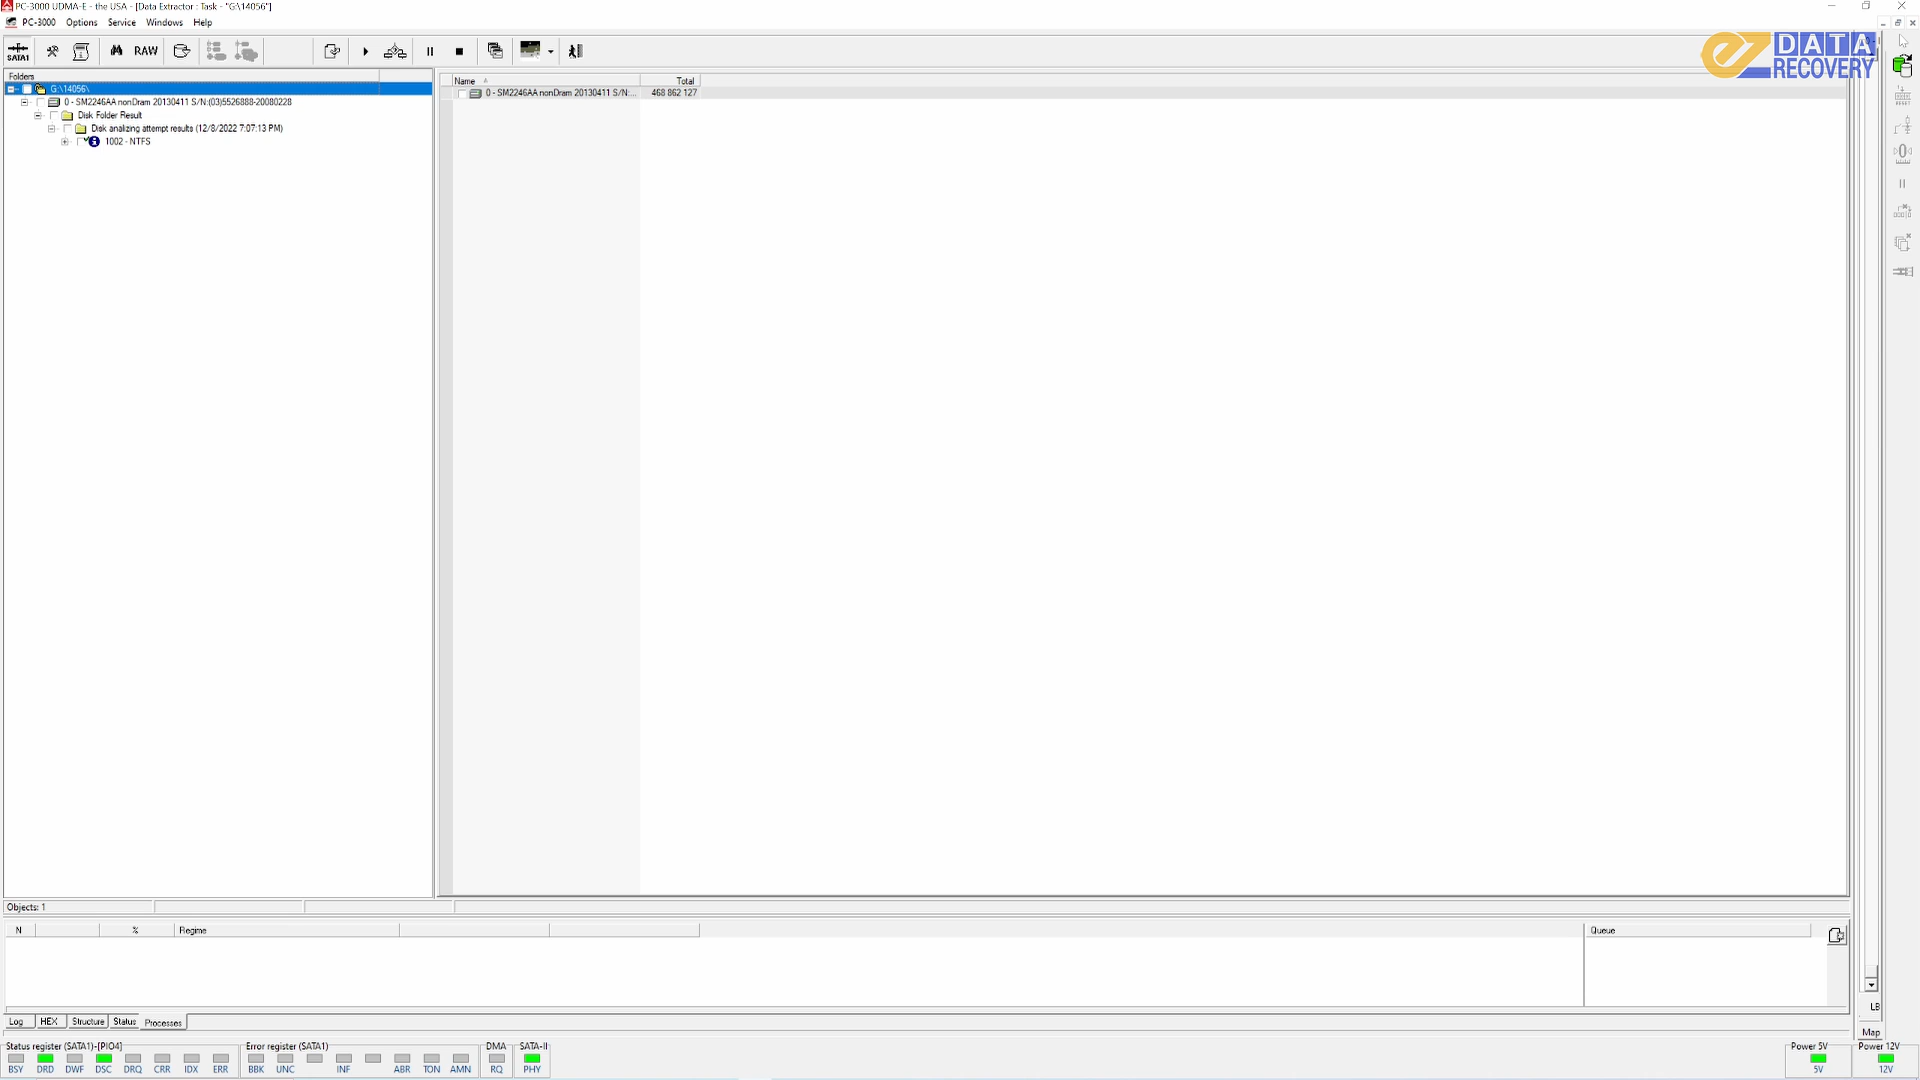 PC-3000 UDMA-E - the USA - [Data Extractor : Task - "G:\14056"]
PC-3000 Options Service Windows Help
SATA1 RAW
ez DATA RECOVERY
Folders
G:\14056\
0 - SM2246AA nonDram 20130411 S/N:(03)5526888-20080228
Disk Folder Result
Disk analizing attempt results (12/8/2022 7:07:13 PM)
1002 - NTFS
Name Total
0 - SM2246AA nonDram 20130411 S/N:... 468 862 127
RESET
Objects: 1
N % Regime Queue
LB
Log HEX Structure Status Processes
Map
Status register (SATA1)-[PIO4] Error register (SATA1) DMA SATA-II Power 5V Power 12V
BSY DRD DWF DSC DRQ CRR IDX ERR BBK UNC INF ABR TON AMN RQ PHY 5V 12V